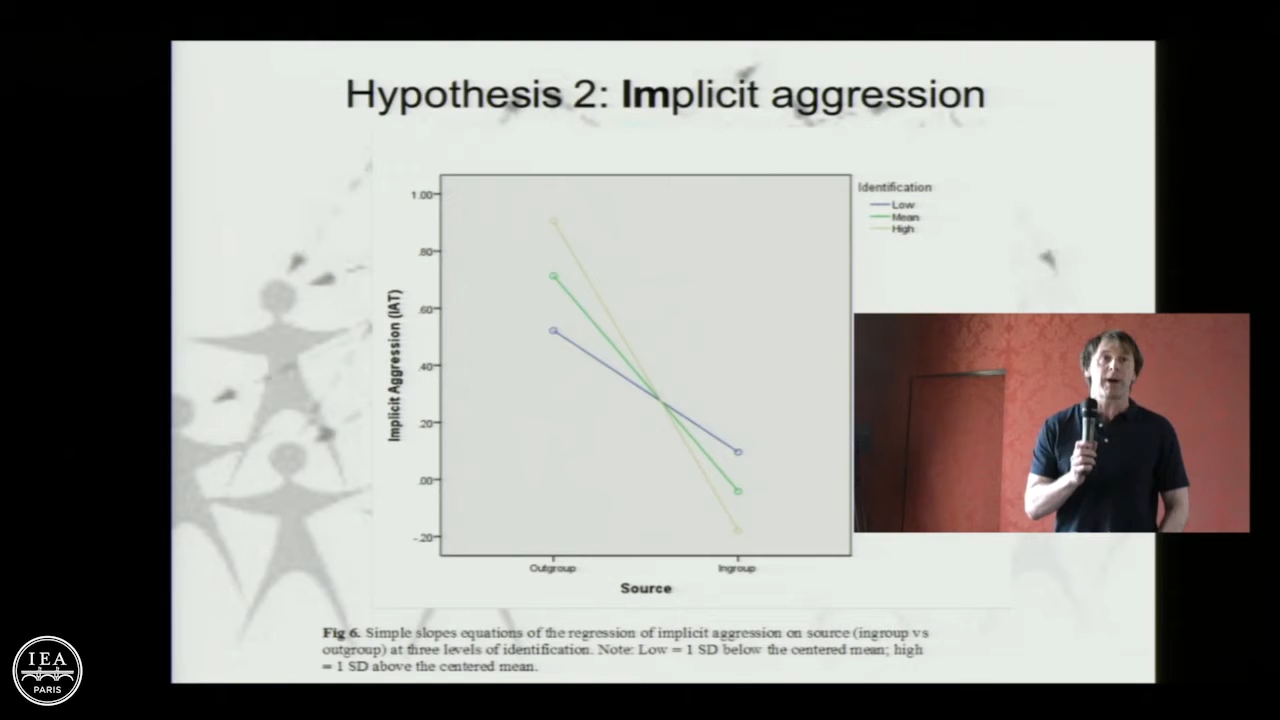 Hypothesis 2: Implicit aggression
Identification
Low
Mean
High
1.00
.80
.60
.40
.20
.00
-.20
Implicit Aggression (IAT)
Outgroup
Ingroup
Source
Fig 6. Simple slopes equations of the regression of implicit aggression on source (ingroup vs
outgroup) at three levels of identification. Note: Low = 1 SD below the centered mean; high
= 1 SD above the centered mean.
IEA
PARIS